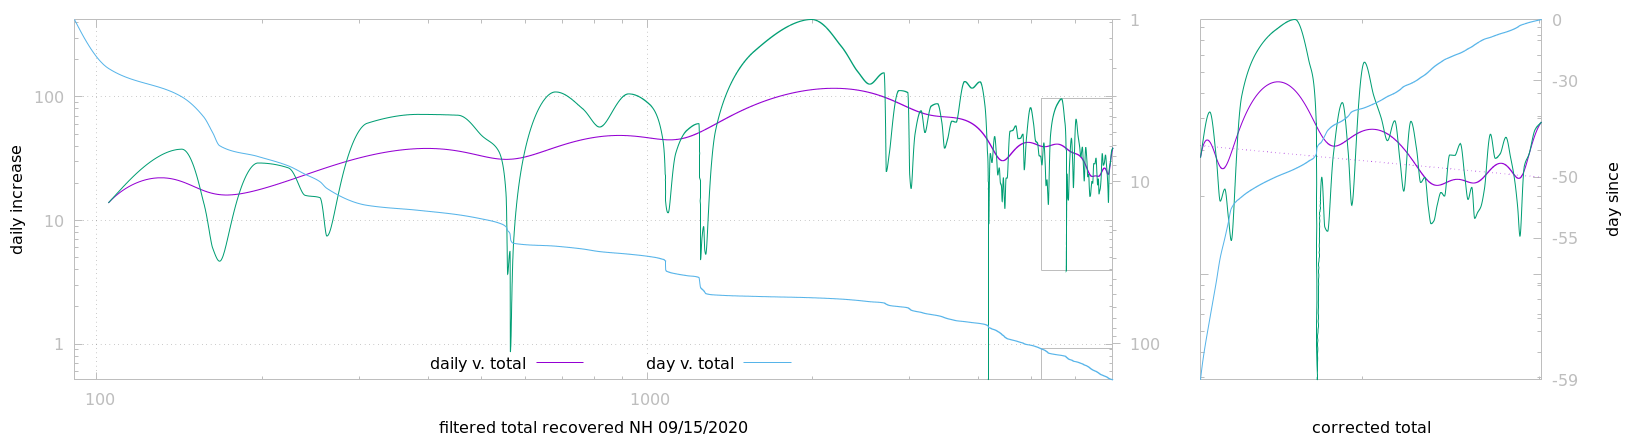 daily increase
100
10
1
100
1000
daily v. total
day v. total
filtered total recovered NH 09/15/2020
1
10
100
0
-30
-50
-55
-59
day since
corrected total